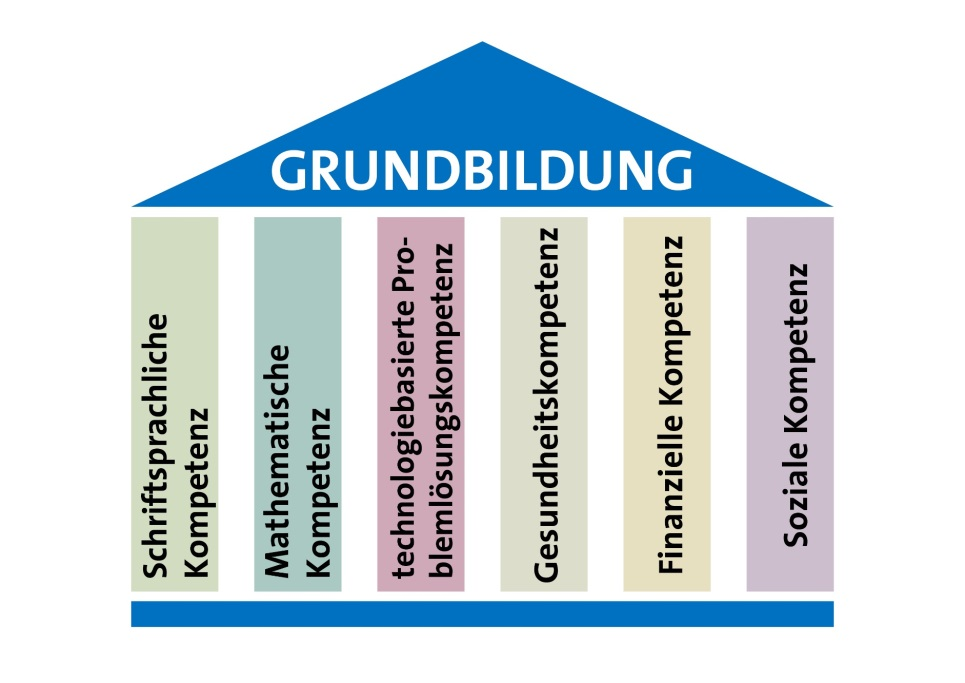 GRUNDBILDUNG
Schriftsprachliche
Kompetenz
Mathematische
Kompetenz
technologiebasierte Pro-
blemlösungskompetenz
Gesundheitskompetenz
Finanzielle Kompetenz
Soziale Kompetenz